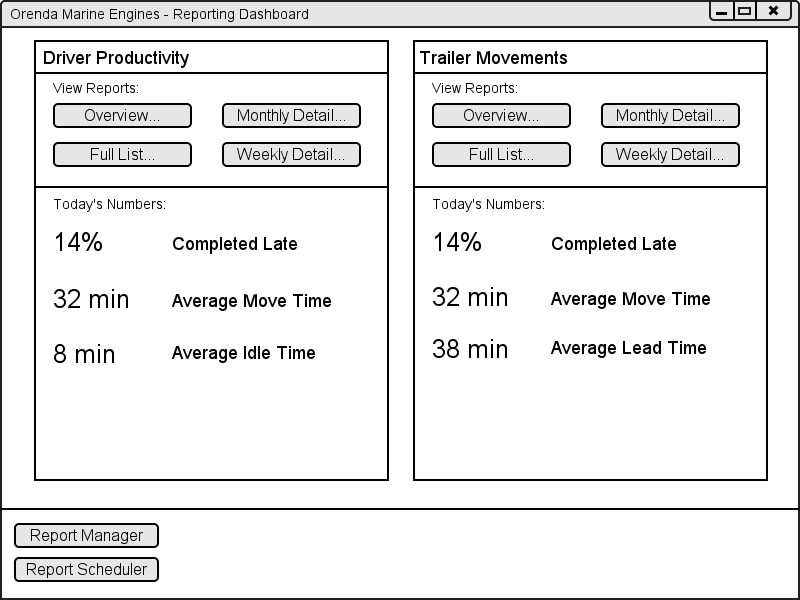 Orenda Marine Engines - Reporting Dashboard
Driver Productivity
View Reports:
Overview... Monthly Detail...
Full List... Weekly Detail...
Today's Numbers:
14% Completed Late
32 min Average Move Time
8 min Average Idle Time
Trailer Movements
View Reports:
Overview... Monthly Detail...
Full List... Weekly Detail...
Today's Numbers:
14% Completed Late
32 min Average Move Time
38 min Average Lead Time
Report Manager
Report Scheduler